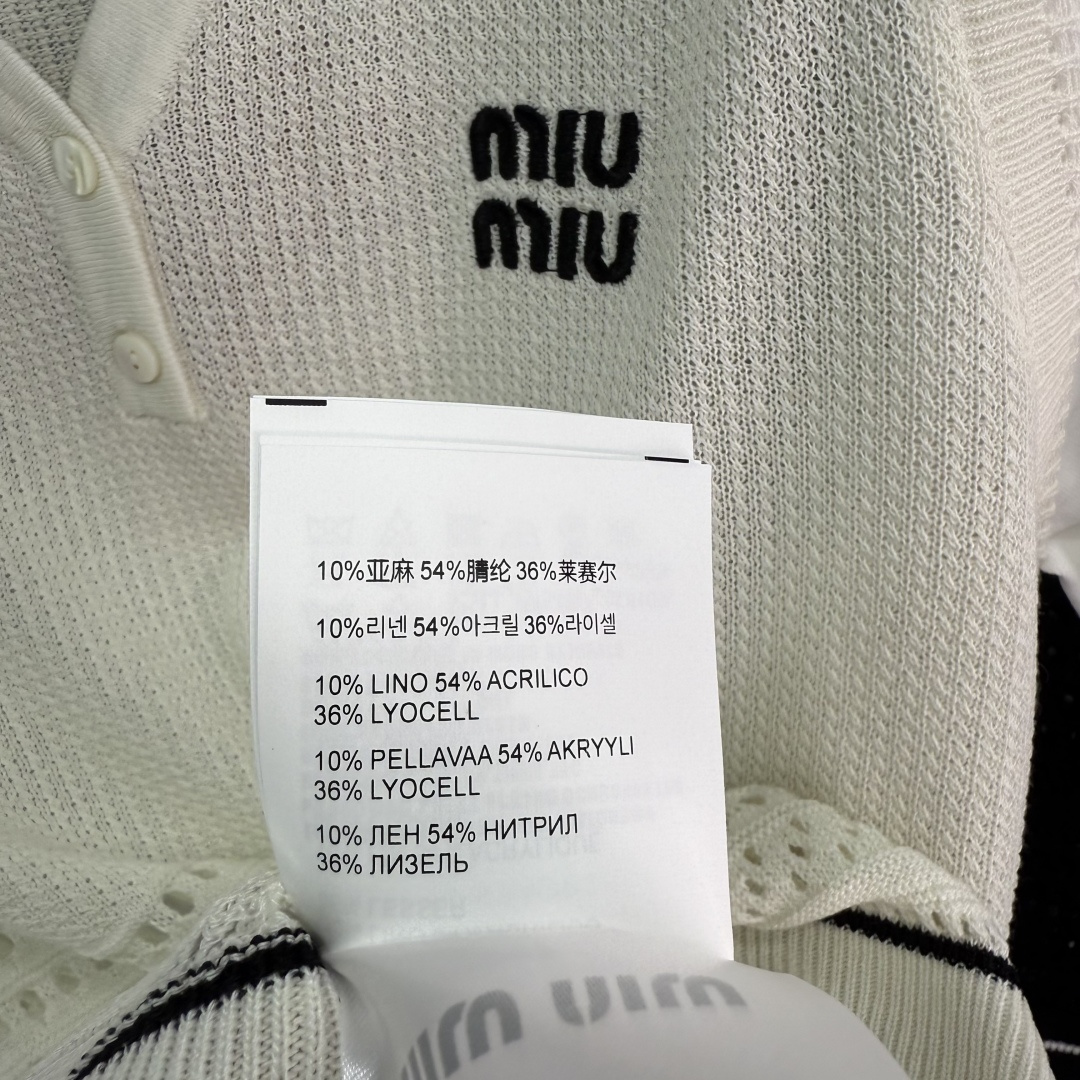 MIU
MIU
10%亚麻 54%腈纶 36%莱赛尔
10%리넨 54%아크릴 36%라이셀
10% LINO 54% ACRILICO
36% LYOCELL
10% PELLAVAA 54% AKRYYLI
36% LYOCELL
10% ЛЕН 54% НИТРИЛ
36% ЛИЗЕЛЬ